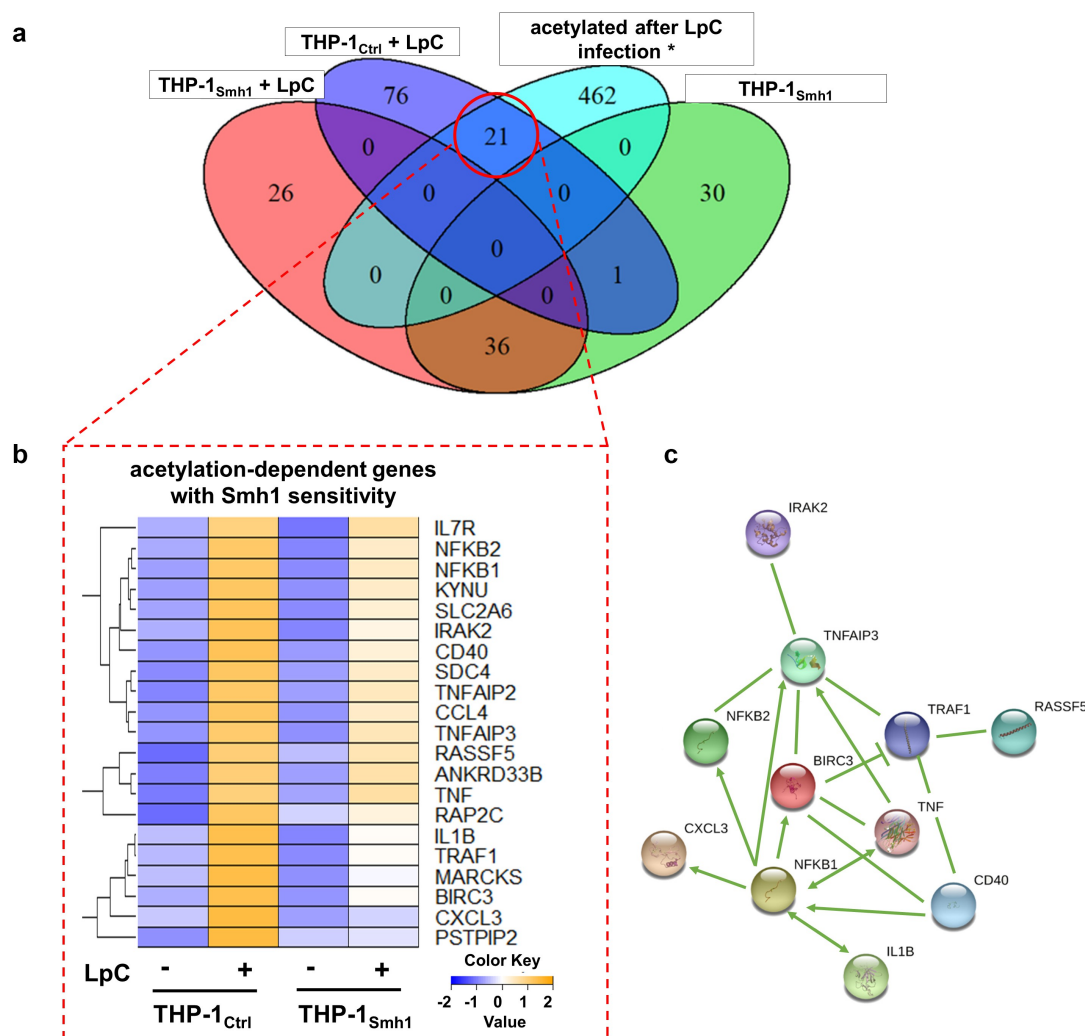 a
THP-1Ctrl + LpC
acetylated after LpC
infection *
THP-1Smh1 + LpC
THP-1Smh1
76
462
21
0
0
26
0
0
30
0
0
1
0
0
36
b
acetylation-dependent genes
with Smh1 sensitivity
IL7R
NFKB2
NFKB1
KYNU
SLC2A6
IRAK2
CD40
SDC4
TNFAIP2
CCL4
TNFAIP3
RASSF5
ANKRD33B
TNF
RAP2C
IL1B
TRAF1
MARCKS
BIRC3
CXCL3
PSTPIP2
LpC - + - +
THP-1Ctrl THP-1Smh1
Color Key
-2 -1 0 1 2
Value
c
IRAK2
TNFAIP3
NFKB2
TRAF1
RASSF5
BIRC3
TNF
CXCL3
NFKB1
CD40
IL1B